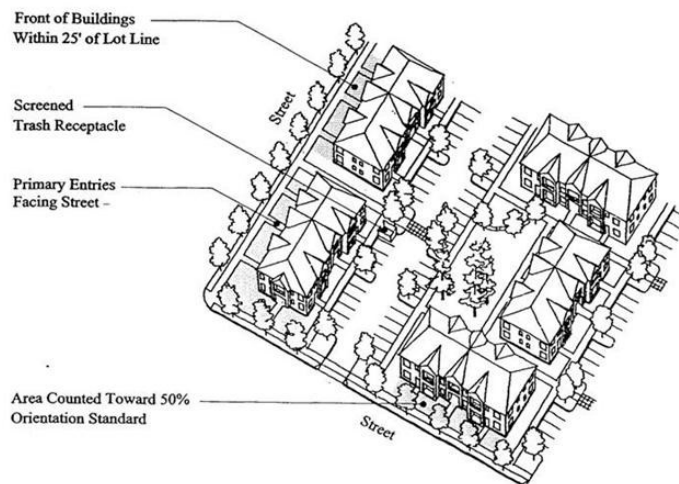 Front of Buildings
Within 25' of Lot Line
Street
Screened
Trash Receptacle
Primary Entries
Facing Street –
Area Counted Toward 50%
Orientation Standard
Street